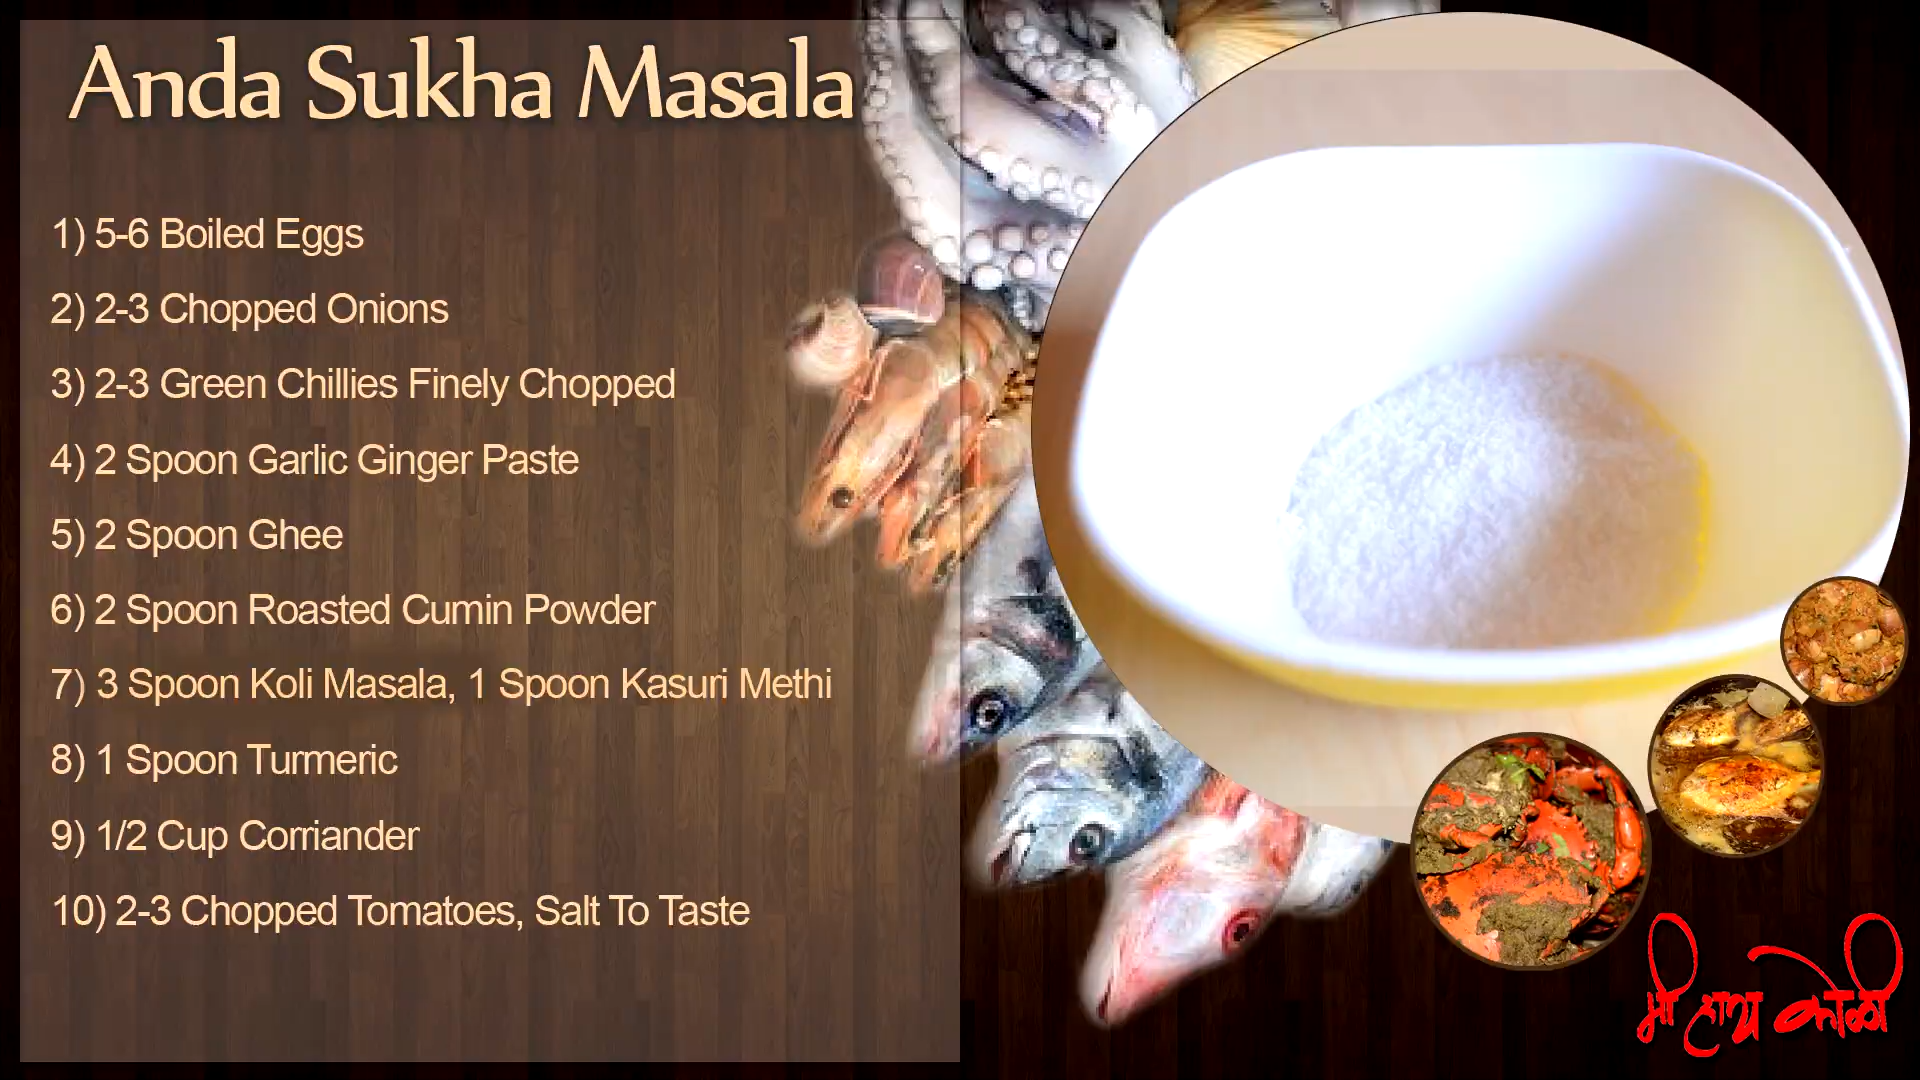 Anda Sukha Masala
1) 5-6 Boiled Eggs
2) 2-3 Chopped Onions
3) 2-3 Green Chillies Finely Chopped
4) 2 Spoon Garlic Ginger Paste
5) 2 Spoon Ghee
6) 2 Spoon Roasted Cumin Powder
7) 3 Spoon Koli Masala, 1 Spoon Kasuri Methi
8) 1 Spoon Turmeric
9) 1/2 Cup Corriander
10) 2-3 Chopped Tomatoes, Salt To Taste
मी हाय कोळी